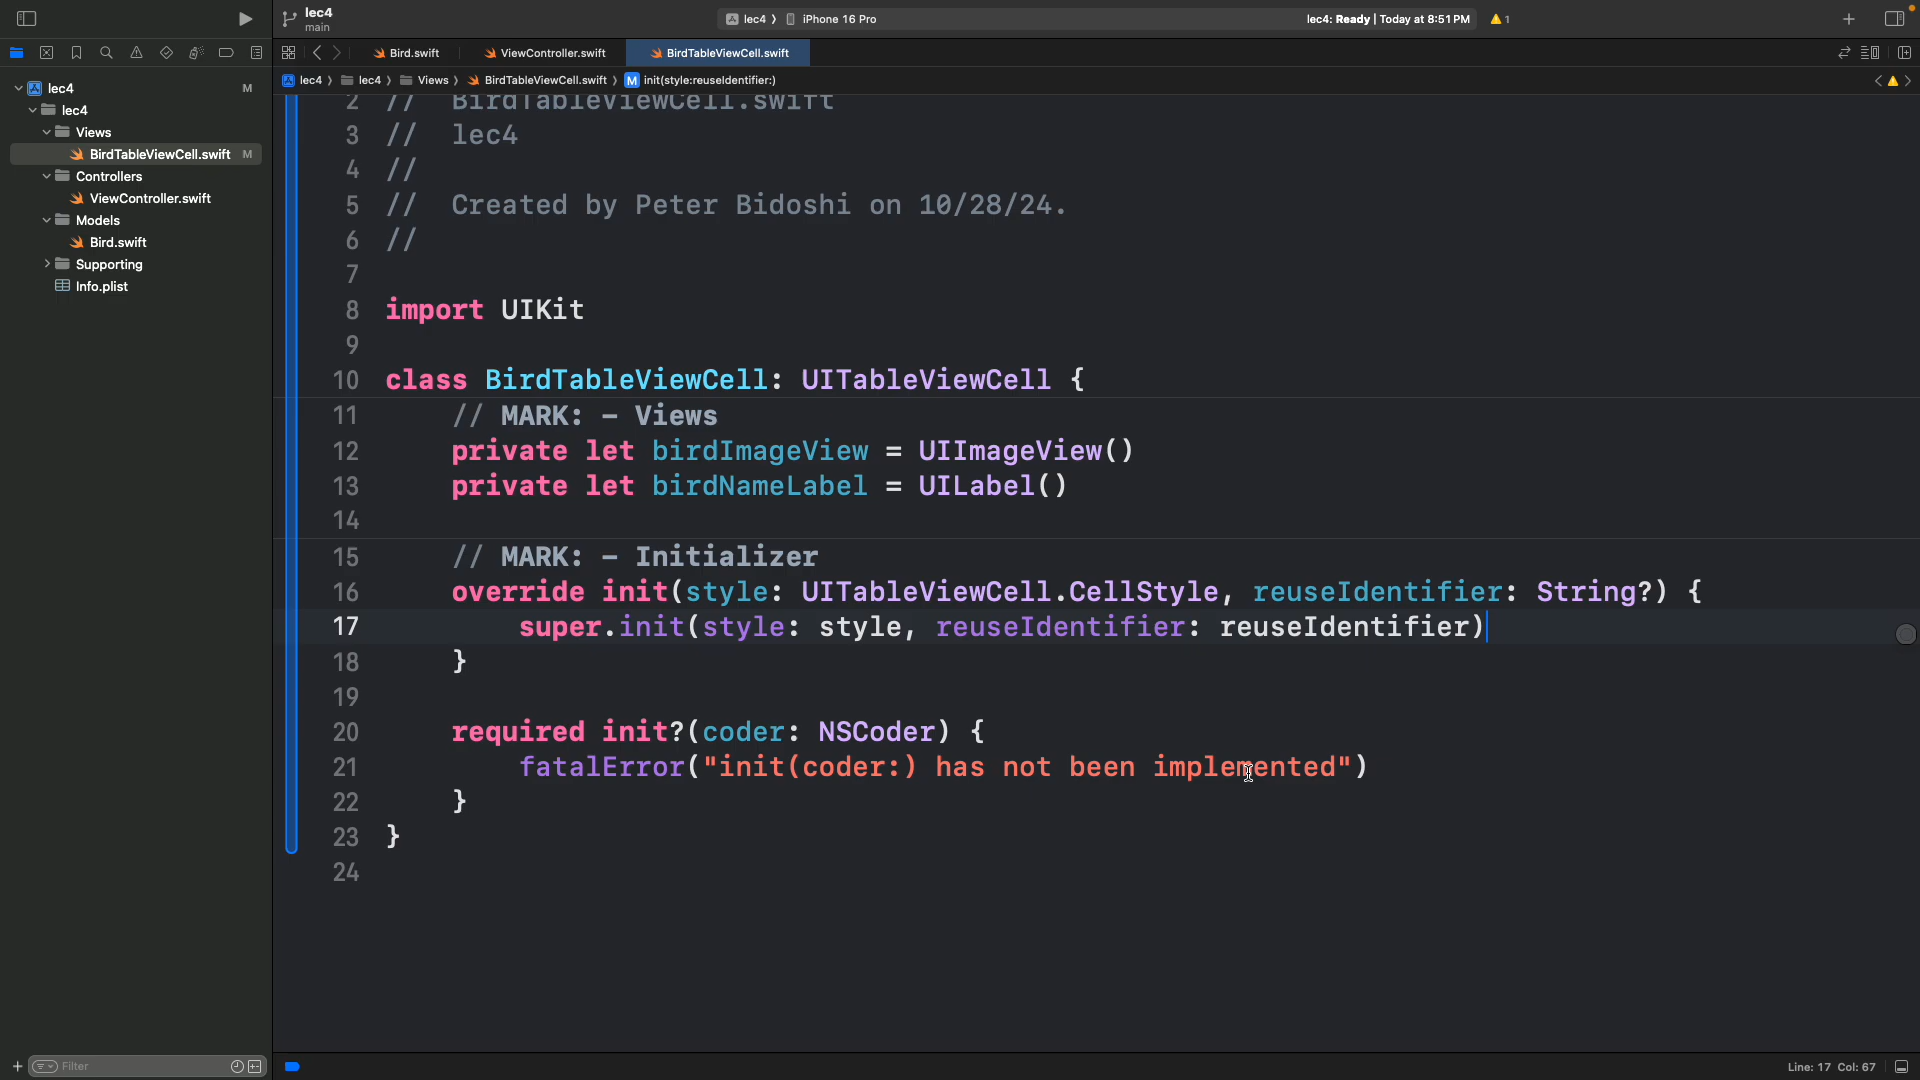 lec4
main
lec4 › iPhone 16 Pro
lec4: Ready | Today at 8:51 PM
1
Bird.swift
ViewController.swift
BirdTableViewCell.swift
lec4 › lec4 › Views › BirdTableViewCell.swift › M init(style:reuseIdentifier:)
lec4 M
lec4
Views
BirdTableViewCell.swift M
Controllers
ViewController.swift
Models
Bird.swift
Supporting
Info.plist
2 //  BirdTableViewCell.swift
3 //  lec4
4 //
5 //  Created by Peter Bidoshi on 10/28/24.
6 //
7
8 import UIKit
9
10 class BirdTableViewCell: UITableViewCell {
11     // MARK: - Views
12     private let birdImageView = UIImageView()
13     private let birdNameLabel = UILabel()
14
15     // MARK: - Initializer
16     override init(style: UITableViewCell.CellStyle, reuseIdentifier: String?) {
17         super.init(style: style, reuseIdentifier: reuseIdentifier)
18     }
19
20     required init?(coder: NSCoder) {
21         fatalError("init(coder:) has not been implemented")
22     }
23 }
24
Filter
Line: 17 Col: 67